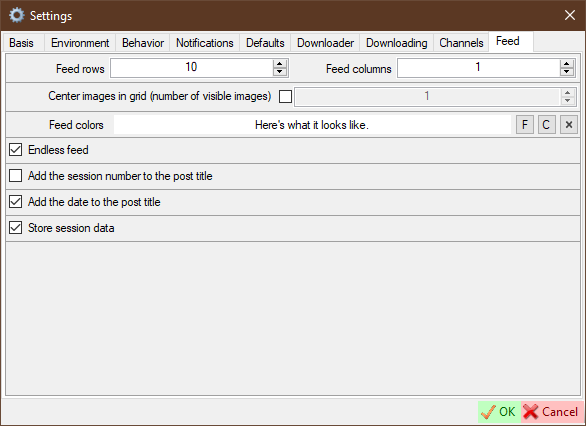 Settings
Basis Environment Behavior Notifications Defaults Downloader Downloading Channels Feed
Feed rows 10 Feed columns 1
Center images in grid (number of visible images) 1
Feed colors Here's what it looks like. F C ×
Endless feed
Add the session number to the post title
Add the date to the post title
Store session data
OK Cancel